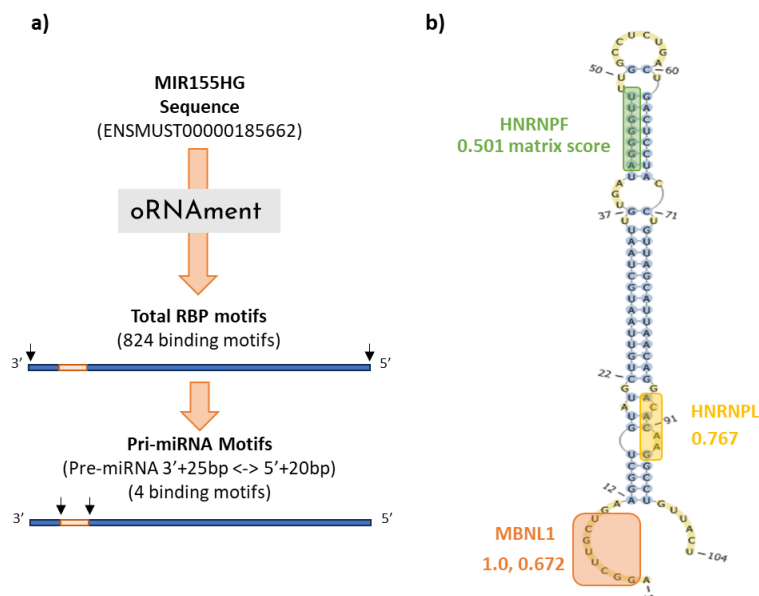 a)
MIR155HG
Sequence
(ENSMUST00000185662)
oRNAment
Total RBP motifs
(824 binding motifs)
3’
5’
Pri-miRNA Motifs
(Pre-miRNA 3’+25bp <-> 5’+20bp)
(4 binding motifs)
3’
5’
b)
50
60
HNRNPF
0.501 matrix score
37
71
22
91
HNRNPL
0.767
12
MBNL1
1.0, 0.672
104